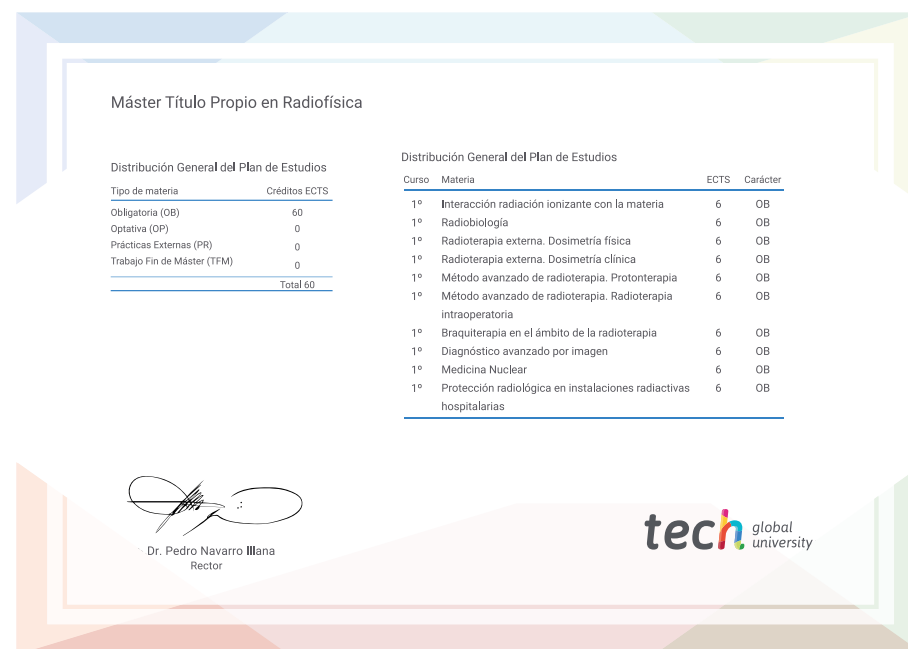 Máster Título Propio en Radiofísica
Distribución General del Plan de Estudios
Tipo de materia Créditos ECTS
Obligatoria (OB) 60
Optativa (OP) 0
Prácticas Externas (PR) 0
Trabajo Fin de Máster (TFM) 0
Total 60
Distribución General del Plan de Estudios
Curso Materia ECTS Carácter
1º Interacción radiación ionizante con la materia 6 OB
1º Radiobiología 6 OB
1º Radioterapia externa. Dosimetría física 6 OB
1º Radioterapia externa. Dosimetría clínica 6 OB
1º Método avanzado de radioterapia. Protonterapia 6 OB
1º Método avanzado de radioterapia. Radioterapia 6 OB
intraoperatoria
1º Braquiterapia en el ámbito de la radioterapia 6 OB
1º Diagnóstico avanzado por imagen 6 OB
1º Medicina Nuclear 6 OB
1º Protección radiológica en instalaciones radiactivas 6 OB
hospitalarias
Dr. Pedro Navarro Illana
Rector
tech global
university